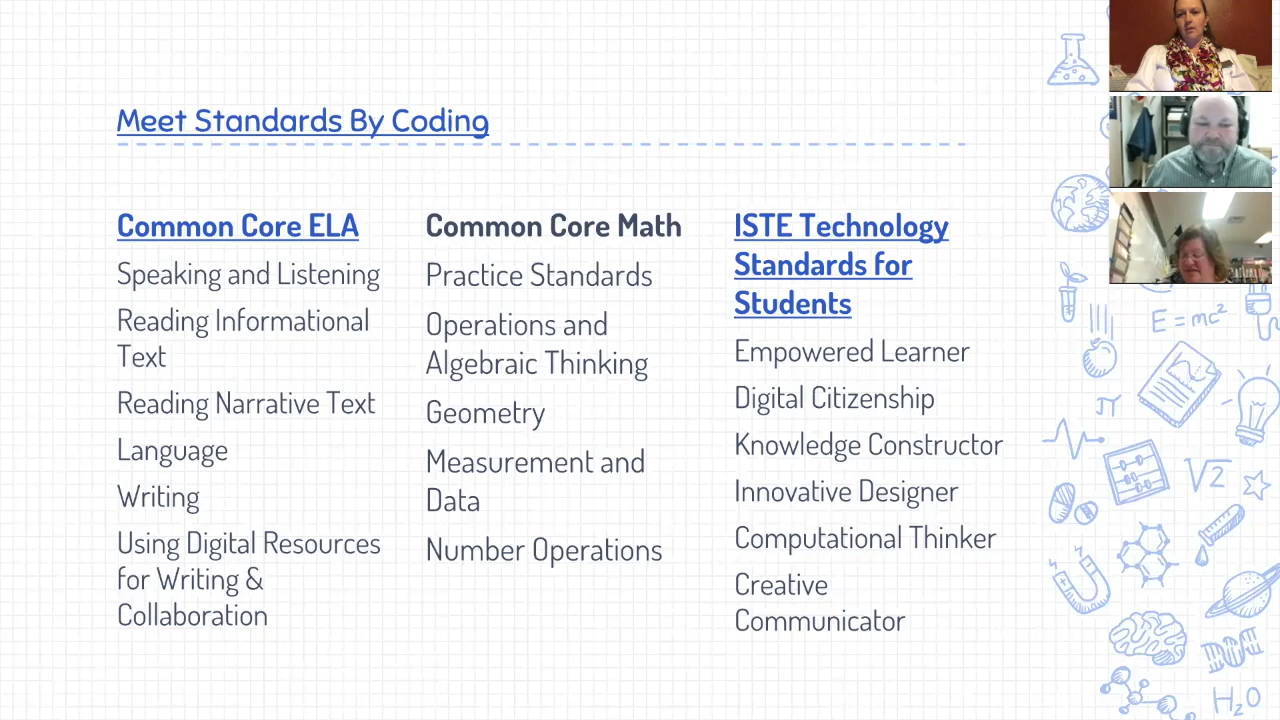 Meet Standards By Coding
Common Core ELA
Speaking and Listening
Reading Informational
Text
Reading Narrative Text
Language
Writing
Using Digital Resources
for Writing &
Collaboration
Common Core Math
Practice Standards
Operations and
Algebraic Thinking
Geometry
Measurement and
Data
Number Operations
ISTE Technology
Standards for
Students
Empowered Learner
Digital Citizenship
Knowledge Constructor
Innovative Designer
Computational Thinker
Creative
Communicator
E = mc²
π
√2
H₂O